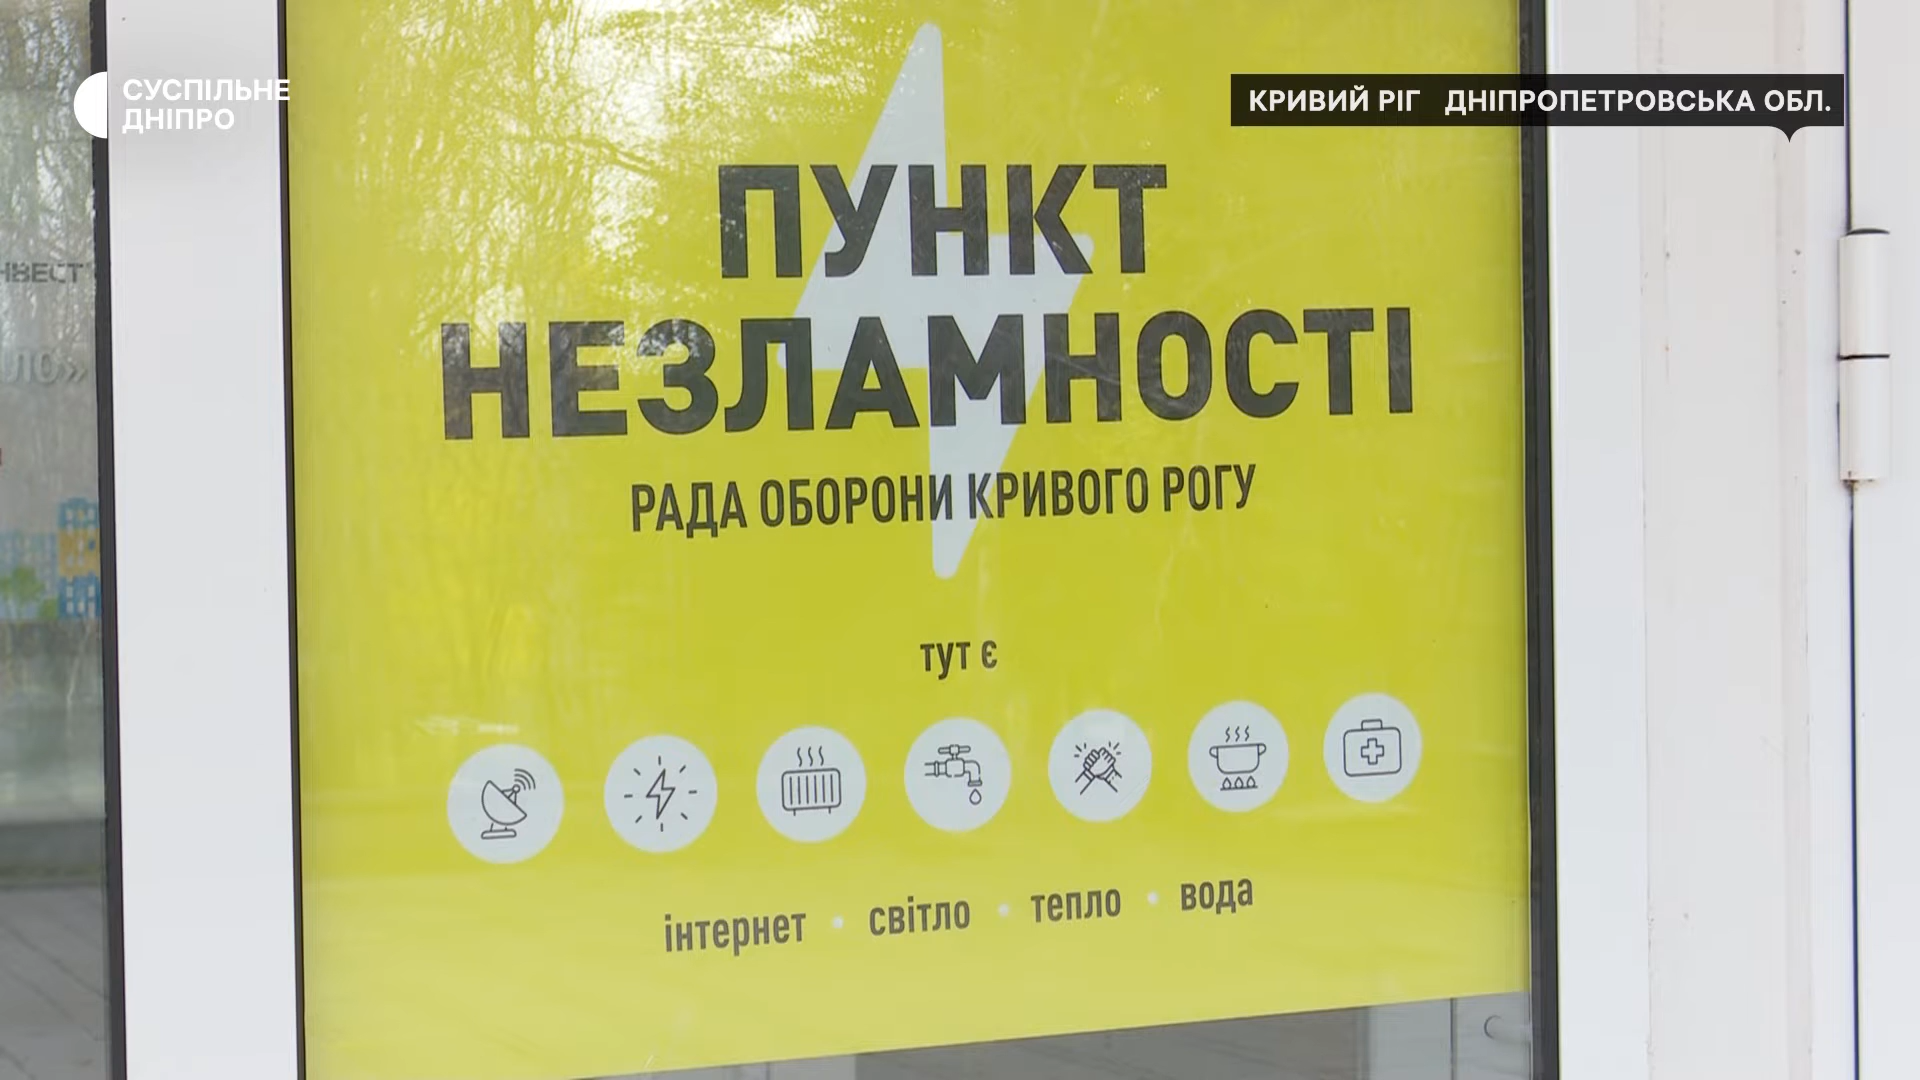 СУСПІЛЬНЕ
ДНІПРО
КРИВИЙ РІГ ДНІПРОПЕТРОВСЬКА ОБЛ.
ПУНКТ
НЕЗЛАМНОСТІ
РАДА ОБОРОНИ КРИВОГО РОГУ
тут є
інтернет • світло • тепло • вода